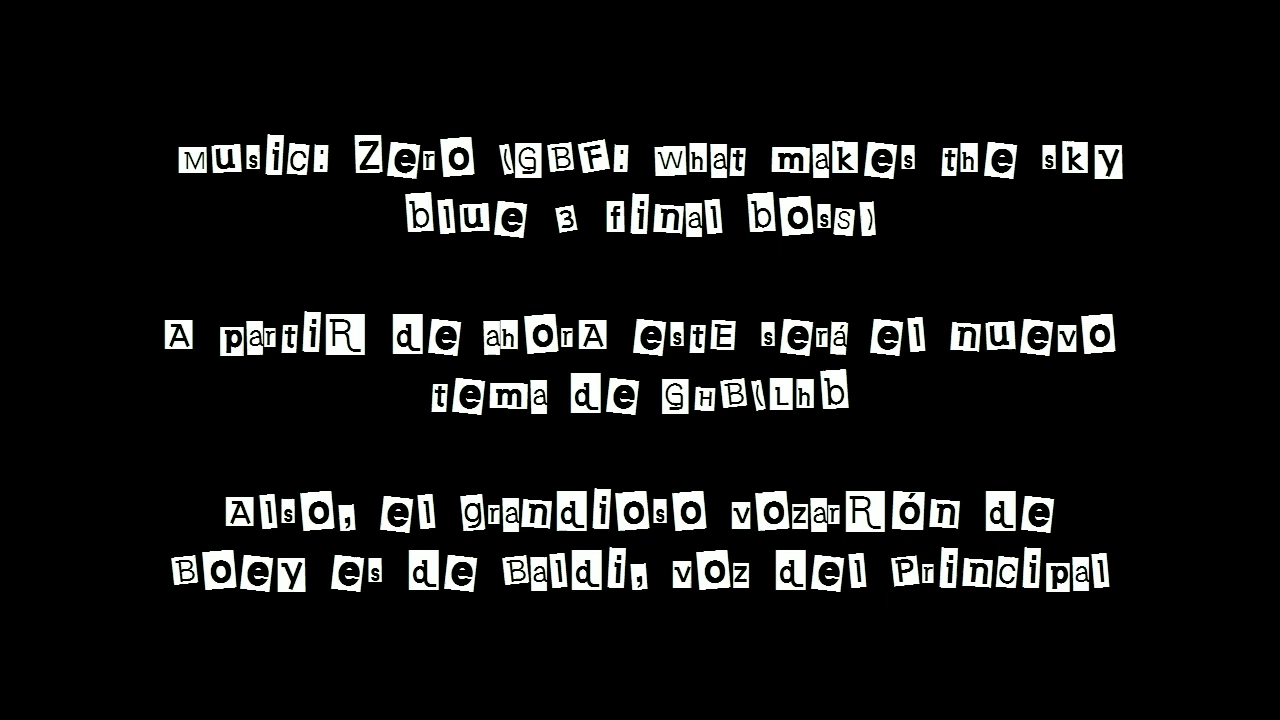 Music: Zero (GBF: What makes the sky
blue 3 final bosS)
A partiR de ahorA estE será el nuevo
tema de GHB(Lhb
Also, el grandioso vozarRón de
Boey es de Baldi, voz del Principal